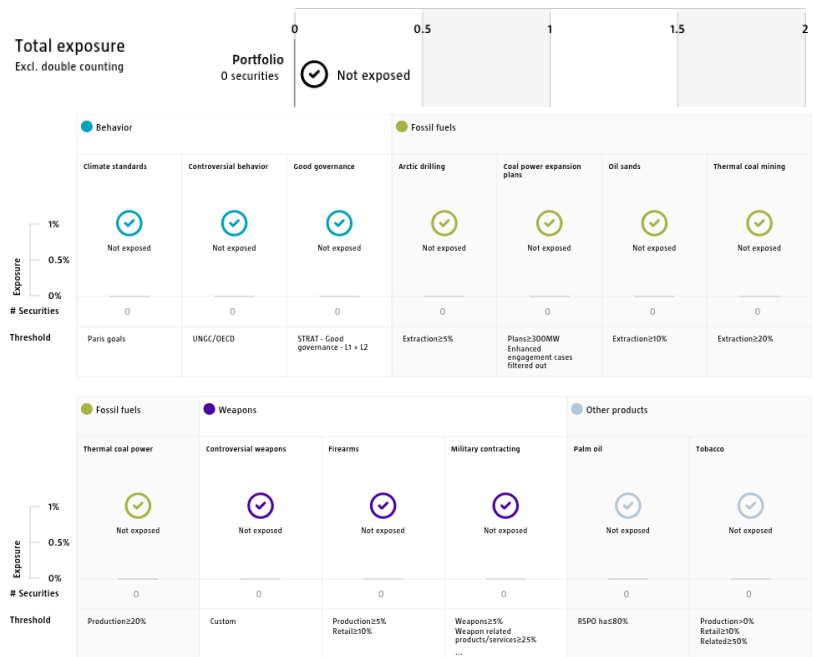 0 0.5 1 1.5 2
Total exposure
Excl. double counting
Portfolio
0 securities
Not exposed
Behavior Fossil fuels
Climate standards Controversial behavior Good governance Arctic drilling Coal power expansion plans Oil sands Thermal coal mining
Not exposed Not exposed Not exposed Not exposed Not exposed Not exposed Not exposed
Exposure
1%
0.5%
0%
# Securities 0 0 0 0 0 0 0
Threshold
Paris goals
UNGC/OECD
STRAT - Good
governance - L1 + L2
Extraction≥5%
Plans≥300MW
Enhanced
engagement cases
filtered out
Extraction≥10%
Extraction≥20%
Fossil fuels Weapons Other products
Thermal coal power Controversial weapons Firearms Military contracting Palm oil Tobacco
Not exposed Not exposed Not exposed Not exposed Not exposed Not exposed
Exposure
1%
0.5%
0%
# Securities 0 0 0 0 0 0
Threshold
Production≥20%
Custom
Production≥5%
Retail≥10%
Weapons≥5%
Weapon related
products/services≥25%
...
RSPO ha≤80%
Production>0%
Retail≥10%
Related≥50%